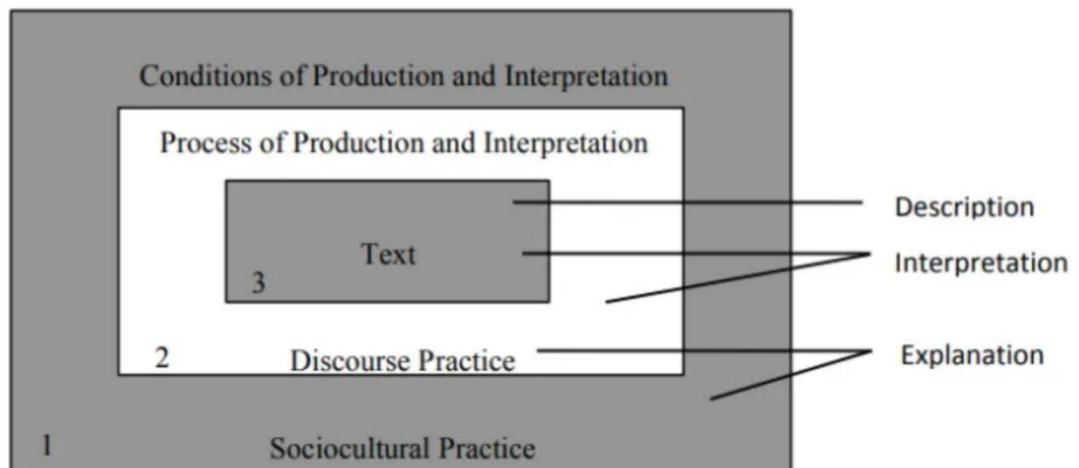 Conditions of Production and Interpretation
Process of Production and Interpretation
Description
Text
Interpretation
3
2
Discourse Practice
Explanation
1
Sociocultural Practice